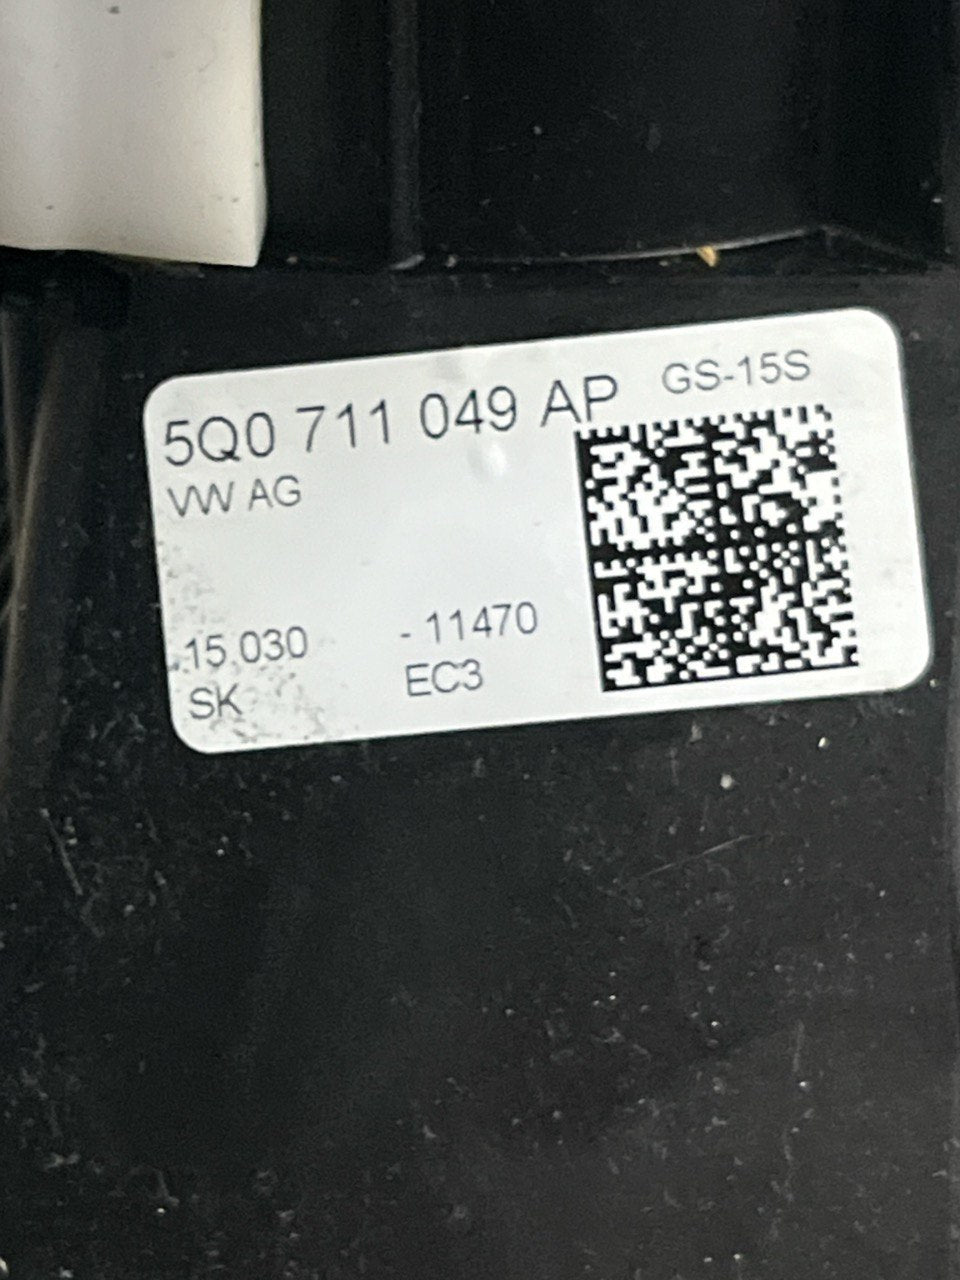 5Q0 711 049 AP GS-15S
VW AG
15 030 - 11470
SK EC3